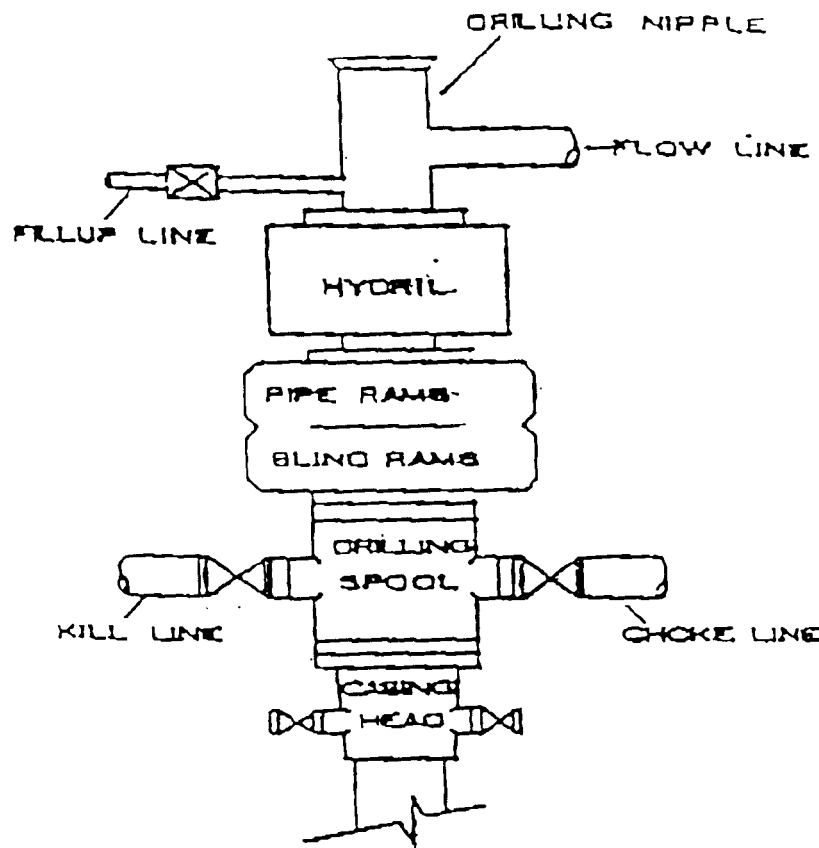 DRILLING NIPPLE
FLOW LINE
FILLUP LINE
HYDRIL
PIPE RAMS
BLIND RAMS
DRILLING
SPOOL
KILL LINE
CHOKE LINE
CASING
HEAD